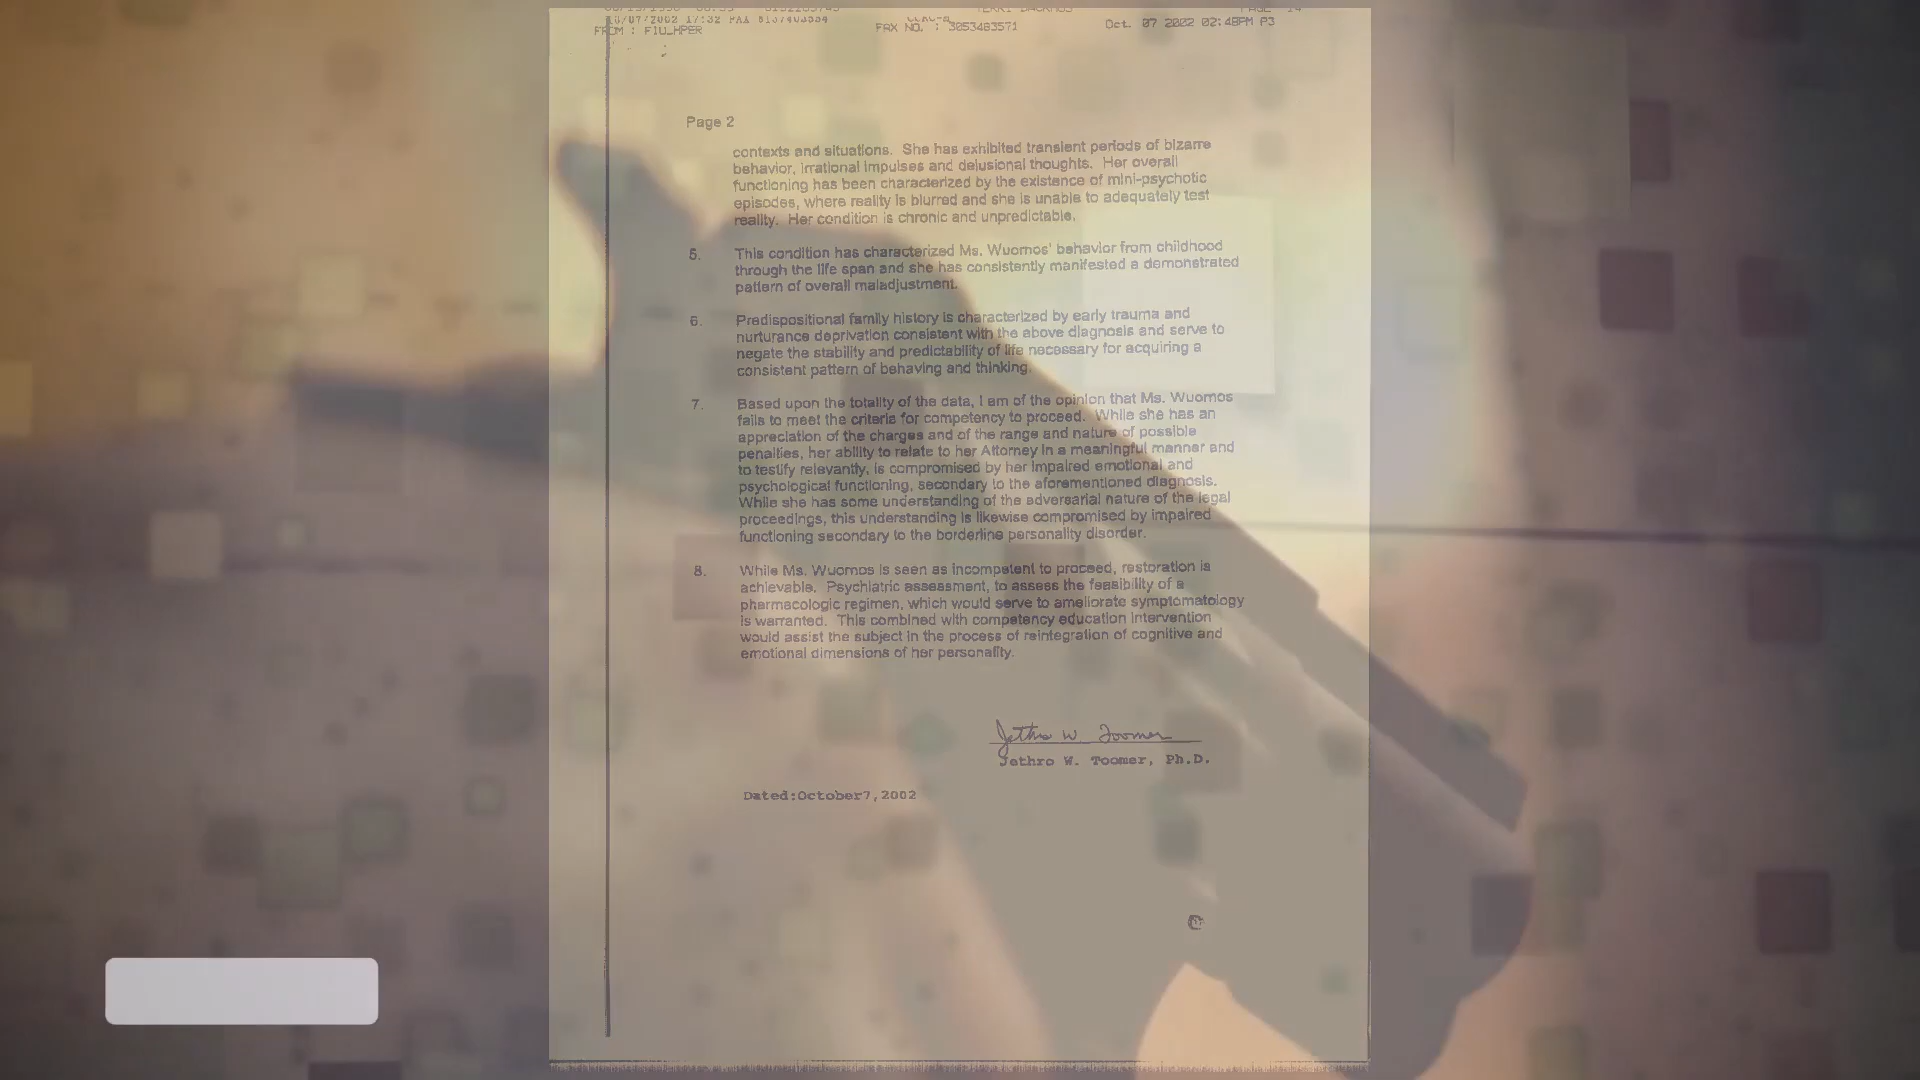 10/07/2002 17:32 FAX
FROM : FIU_HPER
FAX NO. : 3053483571
Oct. 07 2002 02:48PM P3
Page 2
contexts and situations. She has exhibited transient periods of bizarre
behavior, irrational impulses and delusional thoughts. Her overall
functioning has been characterized by the existence of mini-psychotic
episodes, where reality is blurred and she is unable to adequately test
reality. Her condition is chronic and unpredictable.
5. This condition has characterized Ms. Wuornos' behavior from childhood
through the life span and she has consistently manifested a demonstrated
pattern of overall maladjustment.
6. Predispositional family history is characterized by early trauma and
nurturance deprivation consistent with the above diagnosis and serve to
negate the stability and predictability of life necessary for acquiring a
consistent pattern of behaving and thinking.
7. Based upon the totality of the data, I am of the opinion that Ms. Wuornos
fails to meet the criteria for competency to proceed. While she has an
appreciation of the charges and of the range and nature of possible
penalties, her ability to relate to her Attorney in a meaningful manner and
to testify relevantly, is compromised by her impaired emotional and
psychological functioning, secondary to the aforementioned diagnosis.
While she has some understanding of the adversarial nature of the legal
proceedings, this understanding is likewise compromised by impaired
functioning secondary to the borderline personality disorder.
8. While Ms. Wuornos is seen as incompetent to proceed, restoration is
achievable. Psychiatric assessment, to assess the feasibility of a
pharmacologic regimen, which would serve to ameliorate symptomatology
is warranted. This combined with competency education intervention
would assist the subject in the process of reintegration of cognitive and
emotional dimensions of her personality.
Jethro W. Toomer
Jethro W. Toomer, Ph.D.
Dated:October7,2002